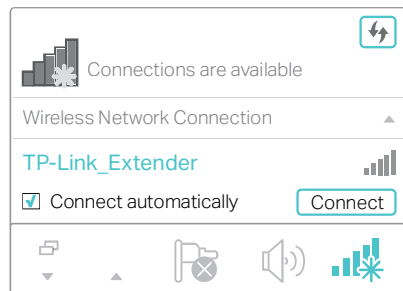 Connections are available
Wireless Network Connection
TP-Link_Extender
Connect automatically
Connect